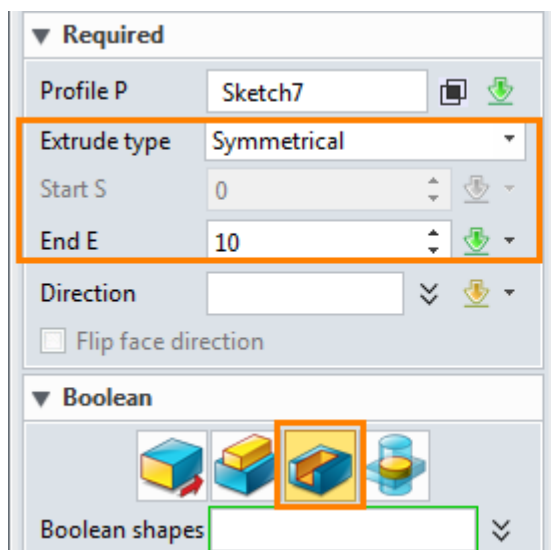 Required
Profile P Sketch7
Extrude type Symmetrical
Start S 0
End E 10
Direction
Flip face direction
Boolean
Boolean shapes